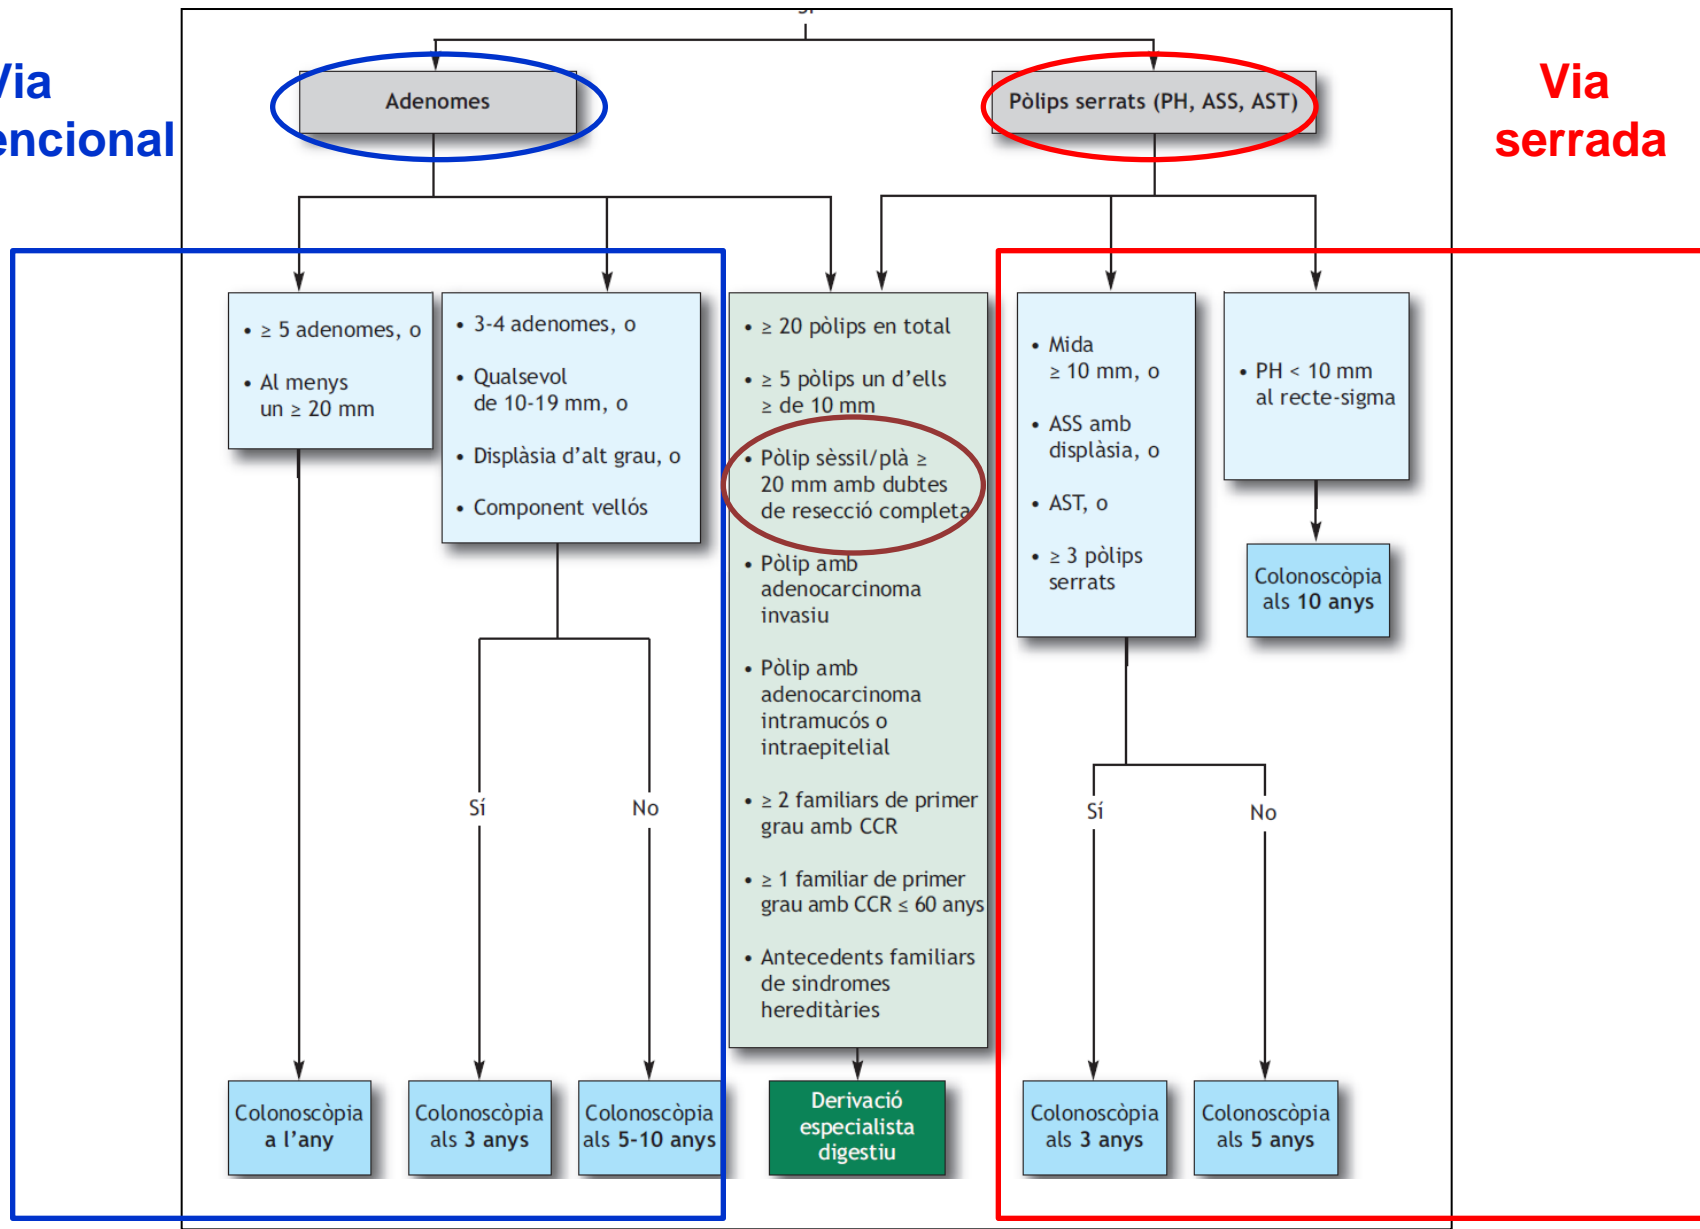 Via
encional
Adenomes
Pòlips serrats (PH, ASS, AST)
Via
serrada
• ≥ 5 adenomes, o
• Al menys
un ≥ 20 mm
• 3-4 adenomes, o
• Qualsevol
de 10-19 mm, o
• Displàsia d'alt grau, o
• Component vellós
• ≥ 20 pòlips en total
• ≥ 5 pòlips un d'ells
≥ de 10 mm
• Pòlip sèssil/plà ≥
20 mm amb dubtes
de resecció completa
• Pòlip amb
adenocarcinoma
invasiu
• Pòlip amb
adenocarcinoma
intramucós o
intraepitelial
• ≥ 2 familiars de primer
grau amb CCR
• ≥ 1 familiar de primer
grau amb CCR ≤ 60 anys
• Antecedents familiars
de sindromes
hereditàries
• Mida
≥ 10 mm, o
• ASS amb
displàsia, o
• AST, o
• ≥ 3 pòlips
serrats
• PH < 10 mm
al recte-sigma
Colonoscòpia
als 10 anys
Sí
No
Sí
No
Colonoscòpia
a l'any
Colonoscòpia
als 3 anys
Colonoscòpia
als 5-10 anys
Derivació
especialista
digestiu
Colonoscòpia
als 3 anys
Colonoscòpia
als 5 anys